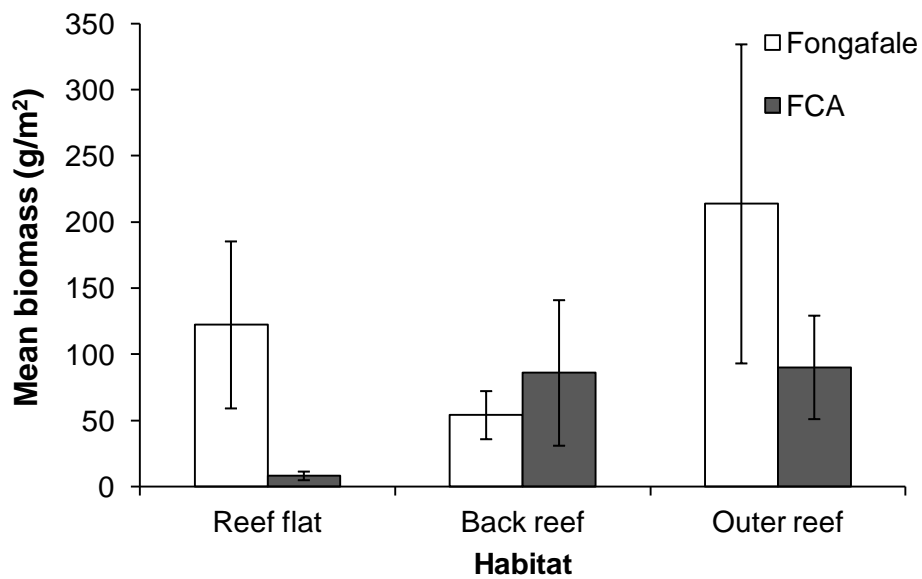 Mean biomass (g/m²)
350
300
250
200
150
100
50
0
Fongafale
FCA
Reef flat
Back reef
Outer reef
Habitat